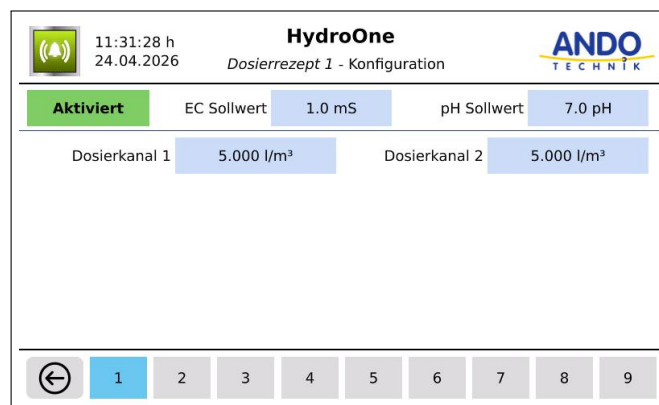 11:31:28 h
24.04.2026
HydroOne
Dosierrezept 1 - Konfiguration
ANDO
TECHNIK
Aktiviert EC Sollwert 1.0 mS pH Sollwert 7.0 pH
Dosierkanal 1 5.000 l/m³ Dosierkanal 2 5.000 l/m³
1 2 3 4 5 6 7 8 9